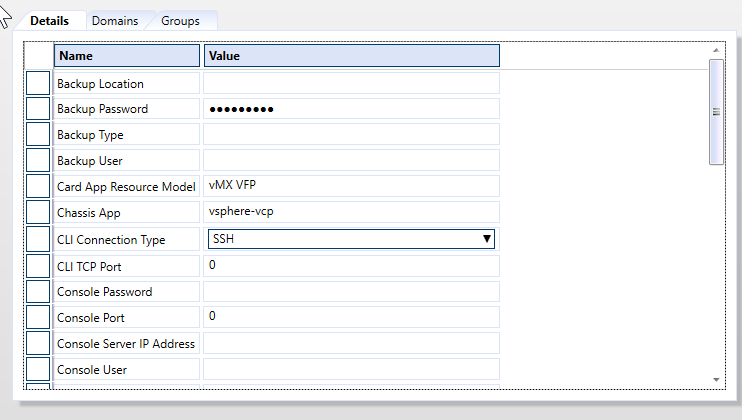 Details Domains Groups
Name Value
Backup Location
Backup Password ●●●●●●●●●
Backup Type
Backup User
Card App Resource Model vMX VFP
Chassis App vsphere-vcp
CLI Connection Type SSH
CLI TCP Port 0
Console Password
Console Port 0
Console Server IP Address
Console User